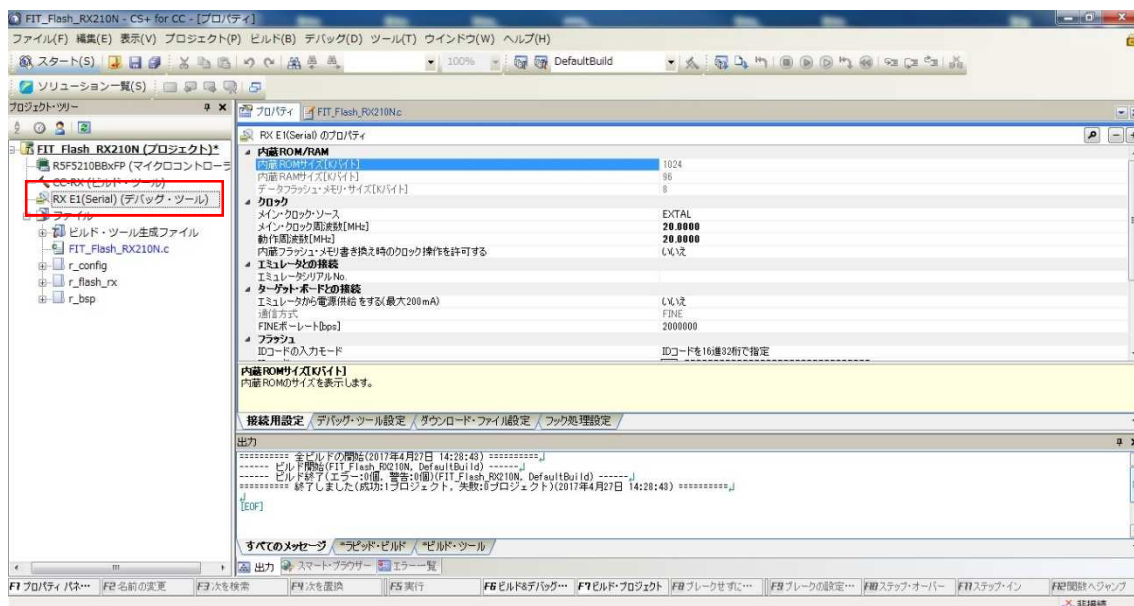 FIT_Flash_RX210N - CS+ for CC - [プロパティ]
ファイル(F) 編集(E) 表示(V) プロジェクト(P) ビルド(B) デバッグ(D) ツール(T) ウインドウ(W) ヘルプ(H)
スタート(S) 100% DefaultBuild
ソリューション一覧(S)
プロジェクト・ツリー
FIT_Flash_RX210N (プロジェクト)*
R5F5210BBxFP (マイクロコントローラ
CC-RX (ビルド・ツール)
RX E1(Serial) (デバッグ・ツール)
ファイル
ビルド・ツール生成ファイル
FIT_Flash_RX210N.c
r_config
r_flash_rx
r_bsp
プロパティ FIT_Flash_RX210N.c
RX E1(Serial) のプロパティ
内蔵ROM/RAM
内蔵ROMサイズ[Kバイト] 1024
内蔵RAMサイズ[Kバイト] 96
データフラッシュ・メモリ・サイズ[Kバイト] 8
クロック
メイン・クロック・ソース EXTAL
メイン・クロック周波数[MHz] 20.0000
動作周波数[MHz] 20.0000
内蔵フラッシュ・メモリ書き換え時のクロック操作を許可する いいえ
エミュレータとの接続
エミュレータシリアルNo.
ターゲット・ボードとの接続
エミュレータから電源供給をする(最大200mA) いいえ
通信方式 FINE
FINEボーレート[bps] 2000000
フラッシュ
IDコードの入力モード IDコードを16進32桁で指定
内蔵ROMサイズ[Kバイト]
内蔵ROMのサイズを表示します。
接続用設定 デバッグ・ツール設定 ダウンロード・ファイル設定 フック処理設定
出力
========== 全ビルドの開始(2017年4月27日 14:28:43) ==========
------ ビルド開始(FIT_Flash_RX210N, DefaultBuild) ------
------ ビルド終了(エラー:0個, 警告:0個)(FIT_Flash_RX210N, DefaultBuild) ------
========== 終了しました(成功:1プロジェクト, 失敗:0プロジェクト)(2017年4月27日 14:28:43) ==========
[EOF]
すべてのメッセージ *ラピッド・ビルド *ビルド・ツール
出力 スマート・ブラウザー エラー一覧
F1 プロパティ パネ… F2 名前の変更 F3 次を検索 F4 次を置換 F5 実行 F6 ビルド&デバッグ… F7 ビルド・プロジェクト F8 ブレークせずに… F9 ブレークの設定… F10 ステップ・オーバー F11 ステップ・イン F12 関数へジャンプ
非接続